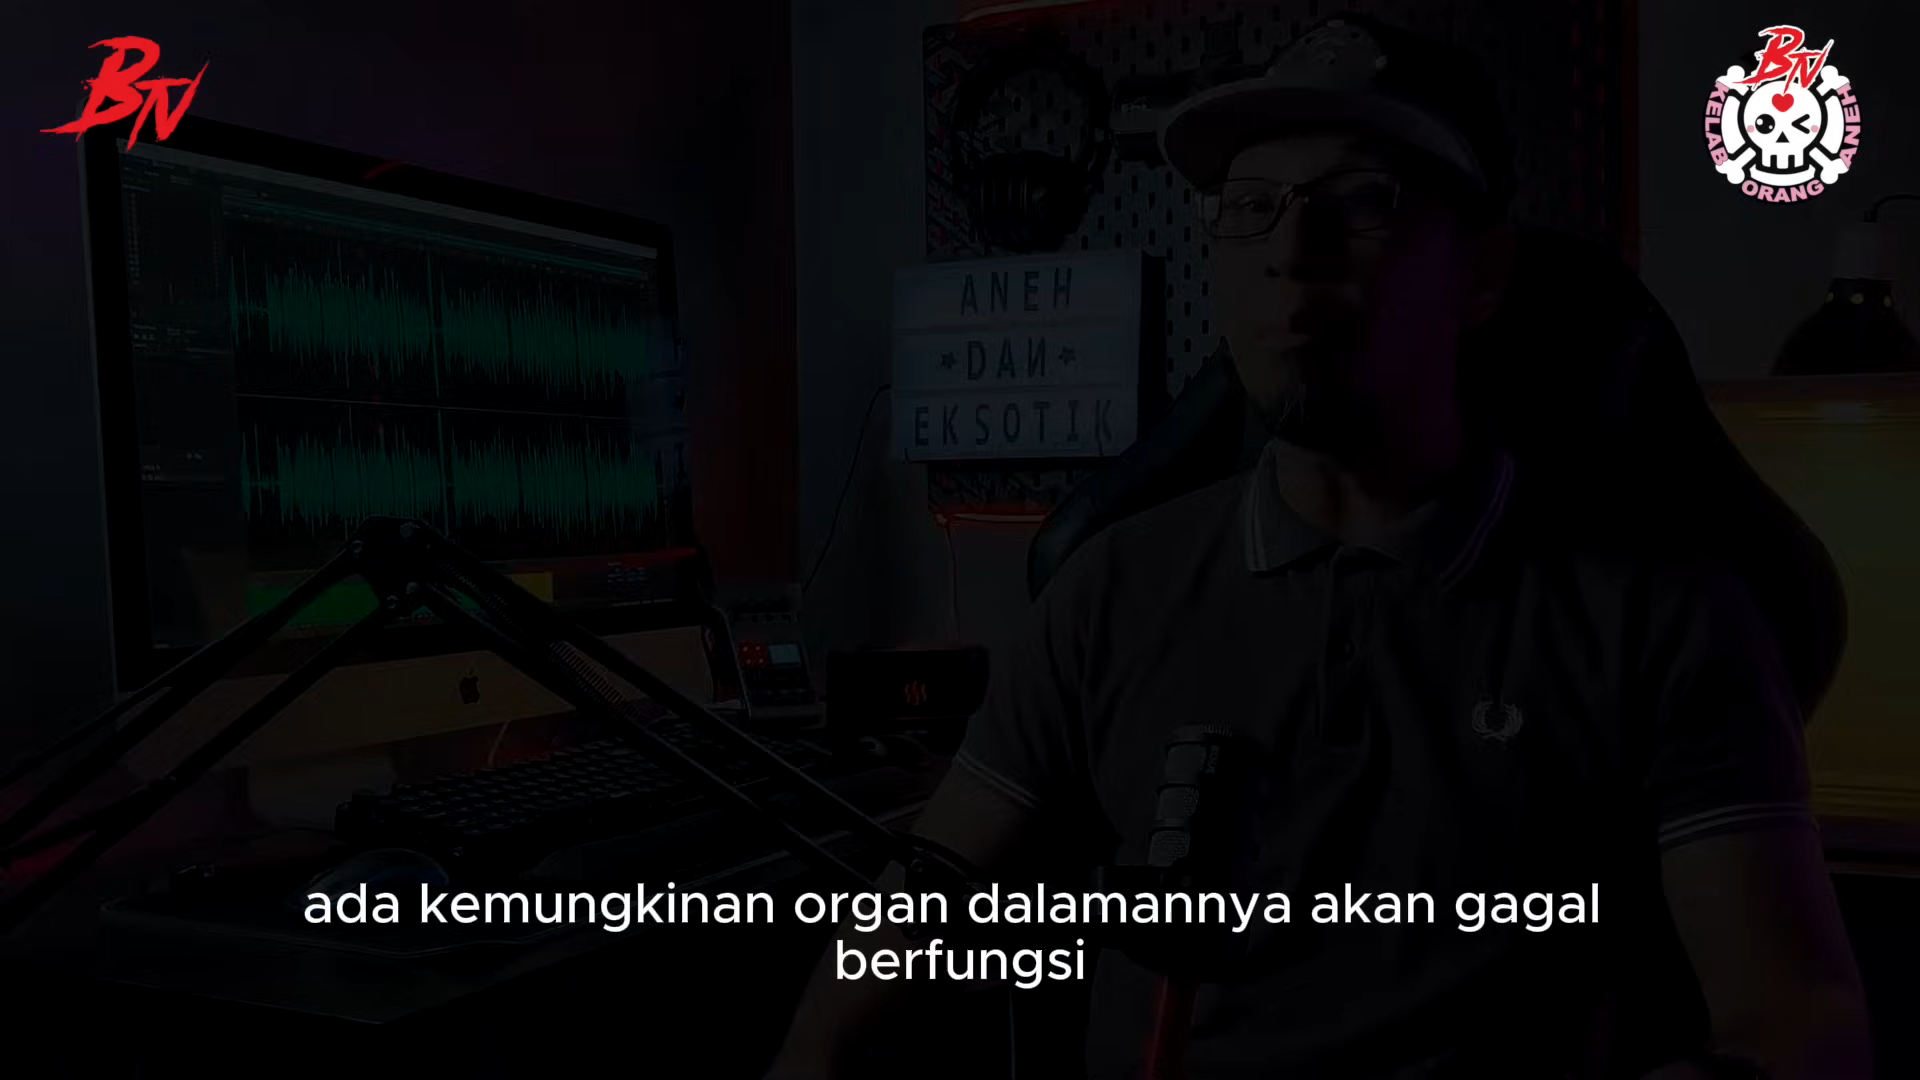 BN
BN
KELAB ORANG ANEH
ANEH
DAN
EKSOTIK
ada kemungkinan organ dalamannya akan gagal
berfungsi